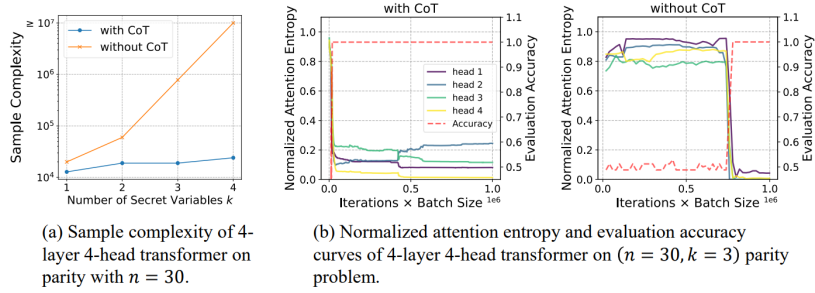 with CoT
without CoT
≥
10⁷
10⁶
10⁵
10⁴
Sample Complexity
with CoT
without CoT
1
2
3
4
Number of Secret Variables k
Normalized Attention Entropy
1.0
0.8
0.6
0.4
0.2
0.0
1.1
1.0
0.9
0.8
0.7
0.6
0.5
Evaluation Accuracy
head 1
head 2
head 3
head 4
Accuracy
0.0
0.5
1.0
1e6
Iterations × Batch Size
Normalized Attention Entropy
1.0
0.8
0.6
0.4
0.2
0.0
1.1
1.0
0.9
0.8
0.7
0.6
0.5
Evaluation Accuracy
0.0
0.5
1.0
1e6
Iterations × Batch Size
(a) Sample complexity of 4-
layer 4-head transformer on
parity with n = 30.
(b) Normalized attention entropy and evaluation accuracy
curves of 4-layer 4-head transformer on (n = 30, k = 3) parity
problem.